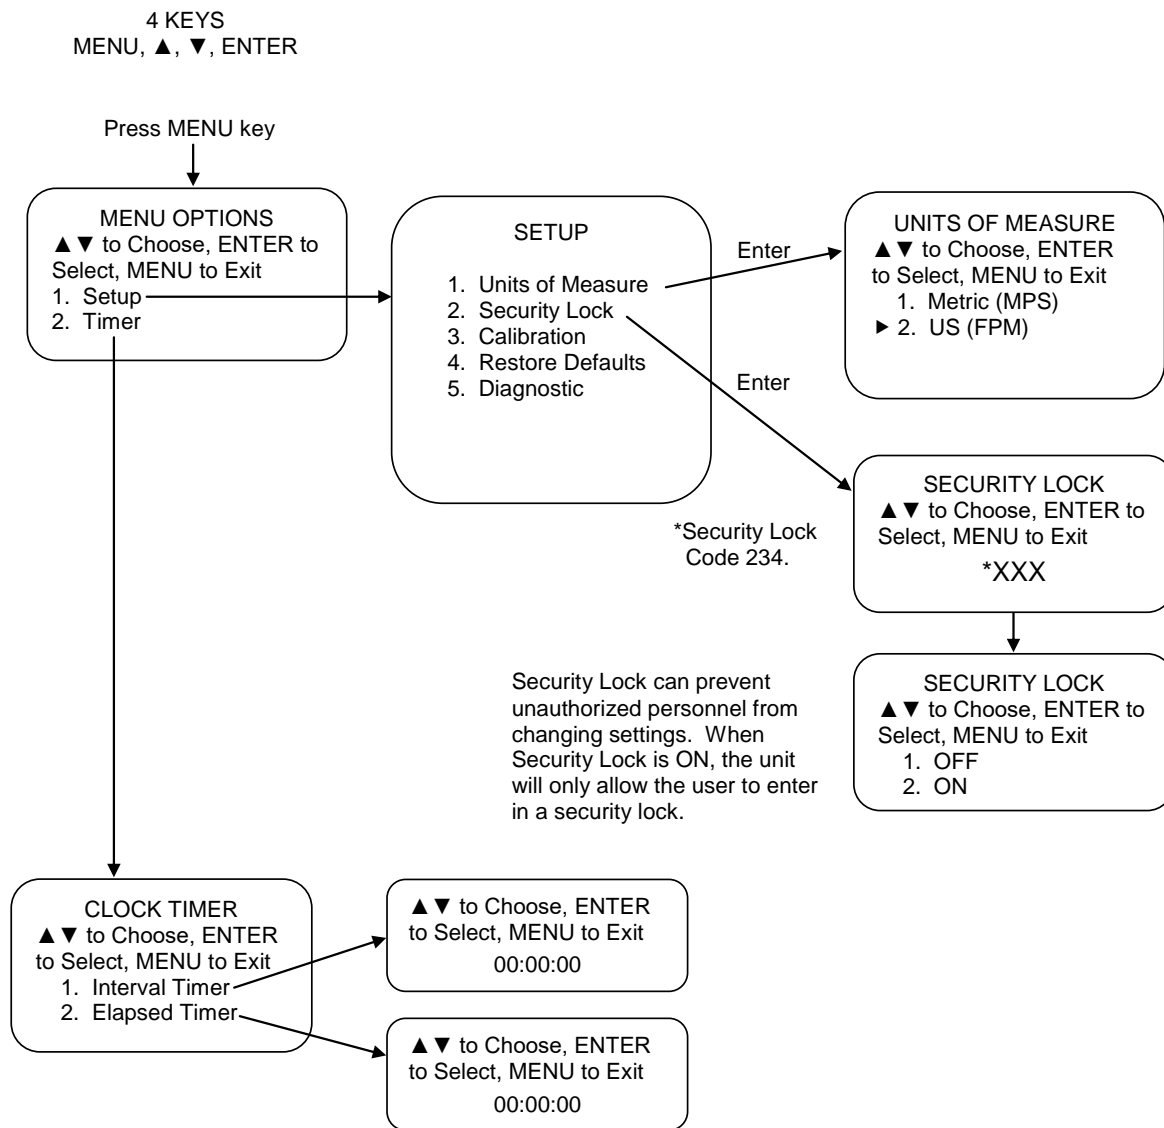 4 KEYS
MENU, ▲, ▼, ENTER
Press MENU key
MENU OPTIONS
▲▼ to Choose, ENTER to
Select, MENU to Exit
1. Setup
2. Timer
SETUP
1. Units of Measure
2. Security Lock
3. Calibration
4. Restore Defaults
5. Diagnostic
Enter
Enter
UNITS OF MEASURE
▲▼ to Choose, ENTER
to Select, MENU to Exit
1. Metric (MPS)
▶ 2. US (FPM)
*Security Lock
Code 234.
SECURITY LOCK
▲▼ to Choose, ENTER to
Select, MENU to Exit
*XXX
Security Lock can prevent
unauthorized personnel from
changing settings. When
Security Lock is ON, the unit
will only allow the user to enter
in a security lock.
SECURITY LOCK
▲▼ to Choose, ENTER to
Select, MENU to Exit
1. OFF
2. ON
CLOCK TIMER
▲▼ to Choose, ENTER
to Select, MENU to Exit
1. Interval Timer
2. Elapsed Timer
▲▼ to Choose, ENTER
to Select, MENU to Exit
00:00:00
▲▼ to Choose, ENTER
to Select, MENU to Exit
00:00:00